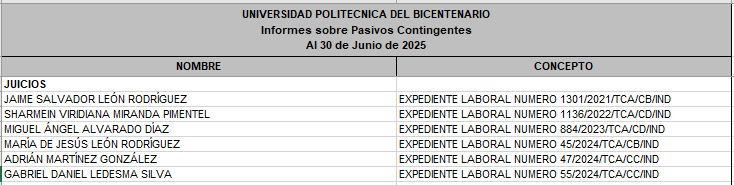 UNIVERSIDAD POLITECNICA DEL BICENTENARIO
Informes sobre Pasivos Contingentes
Al 30 de Junio de 2025
NOMBRE CONCEPTO
JUICIOS
JAIME SALVADOR LEÓN RODRÍGUEZ EXPEDIENTE LABORAL NUMERO 1301/2021/TCA/CB/IND
SHARMEIN VIRIDIANA MIRANDA PIMENTEL EXPEDIENTE LABORAL NUMERO 1136/2022/TCA/CD/IND
MIGUEL ÁNGEL ALVARADO DÍAZ EXPEDIENTE LABORAL NUMERO 884/2023/TCA/CD/IND
MARÍA DE JESÚS LEÓN RODRÍGUEZ EXPEDIENTE LABORAL NUMERO 45/2024/TCA/CB/IND
ADRIÁN MARTÍNEZ GONZÁLEZ EXPEDIENTE LABORAL NUMERO 47/2024/TCA/CC/IND
GABRIEL DANIEL LEDESMA SILVA EXPEDIENTE LABORAL NUMERO 55/2024/TCA/CC/IND